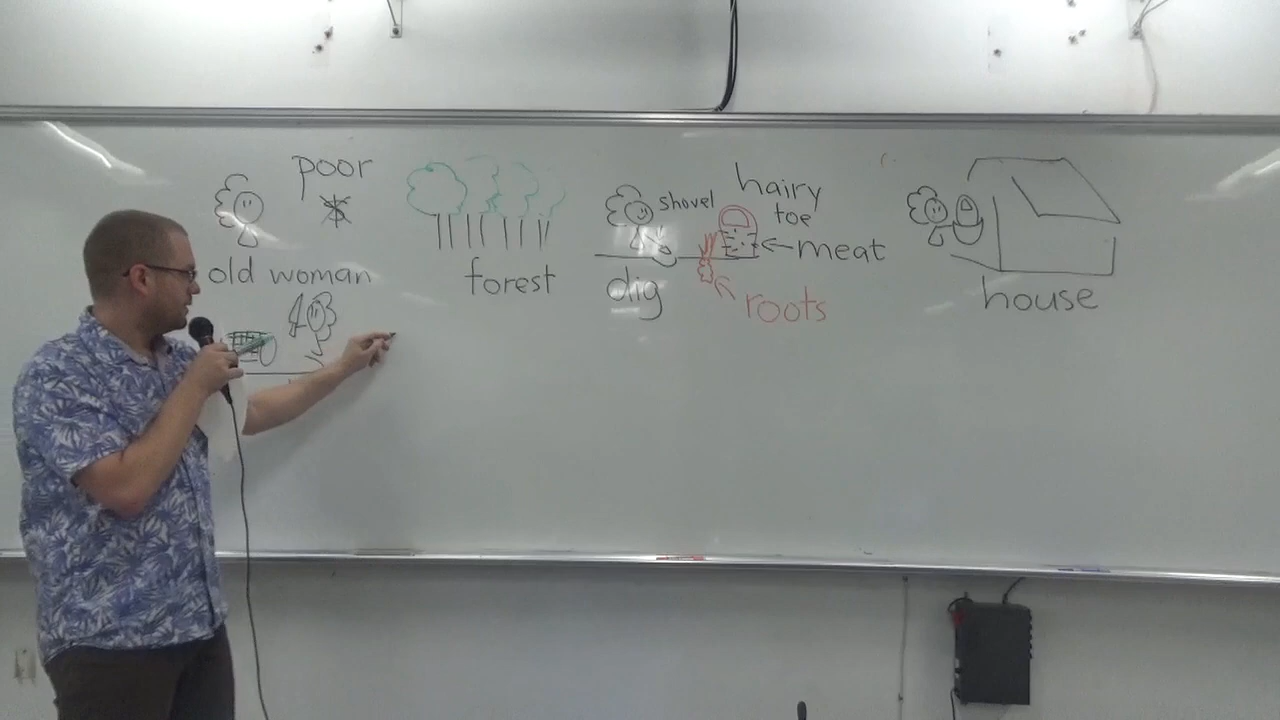 poor
old woman
forest
shovel
dig
hairy
toe
meat
roots
house